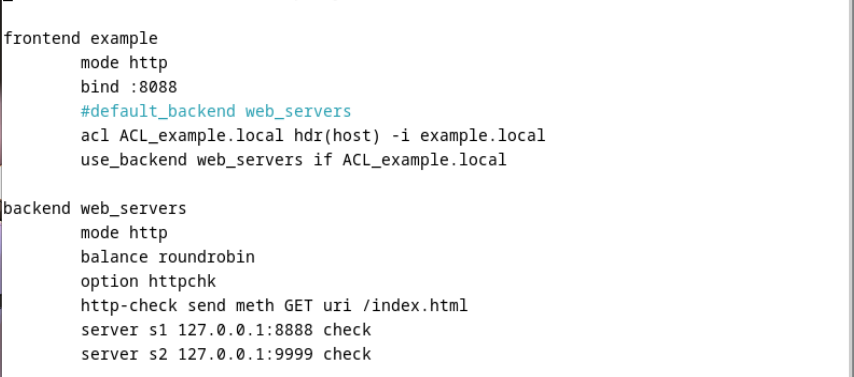 frontend example
mode http
bind :8088
#default_backend web_servers
acl ACL_example.local hdr(host) -i example.local
use_backend web_servers if ACL_example.local
backend web_servers
mode http
balance roundrobin
option httpchk
http-check send meth GET uri /index.html
server s1 127.0.0.1:8888 check
server s2 127.0.0.1:9999 check